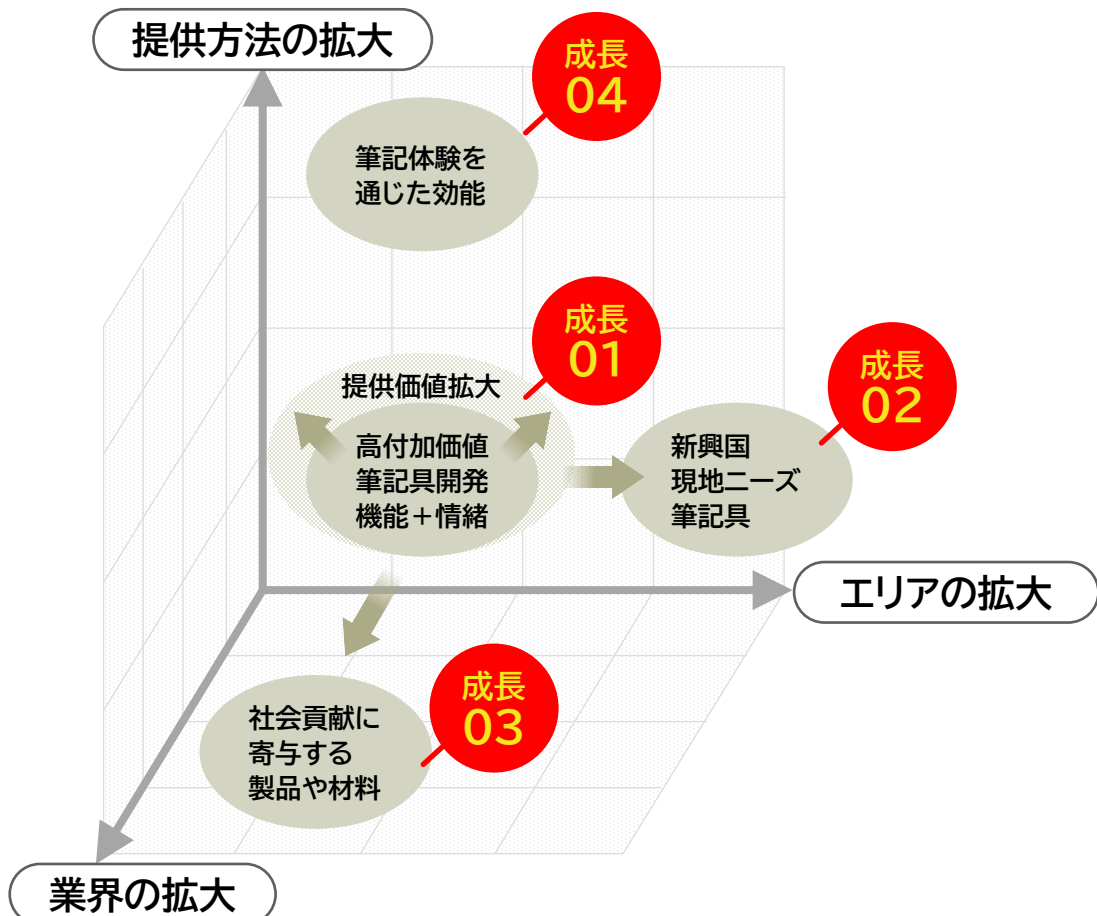 提供方法の拡大
成長
04
筆記体験を
通じた効能
成長
01
提供価値拡大
高付加価値
筆記具開発
機能＋情緒
成長
02
新興国
現地ニーズ
筆記具
エリアの拡大
成長
03
社会貢献に
寄与する
製品や材料
業界の拡大